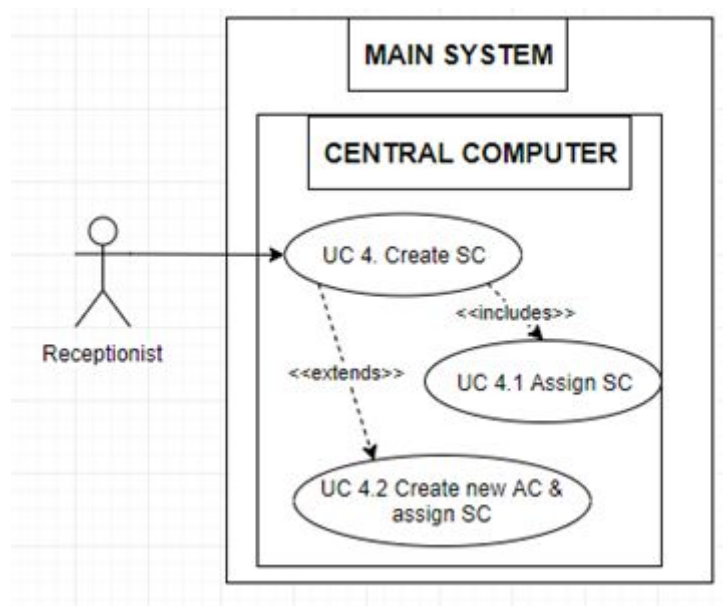 MAIN SYSTEM
CENTRAL COMPUTER
UC 4. Create SC
<<includes>>
Receptionist
<<extends>>
UC 4.1 Assign SC
UC 4.2 Create new AC &
assign SC